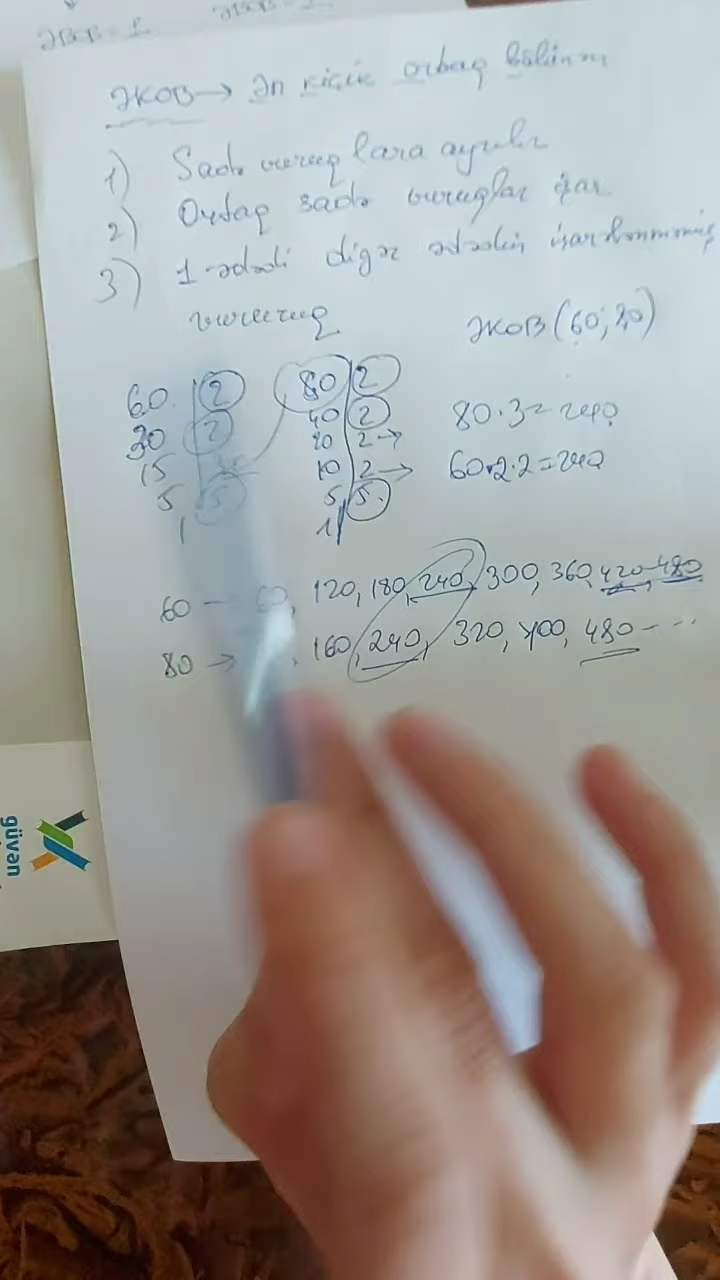 ƏKOB → Ən kiçik ortaq bölünən
1) Sadə vuruqlara ayrılır
2) Ortaq sadə vuruqlar
3) 1 ədədi digər ədədin işarələnməmiş
vururuq
ƏKOB (60; 80)
60 2 80 2
30 2 40 2
15 20 2 →
5 5 10 2 →
1 5 5
1
80·3=240
60·2·2=240
60 – 60, 120, 180, 240, 300, 360, 420, 480
80 → , 160, 240, 320, 400, 480 - ...
güvən